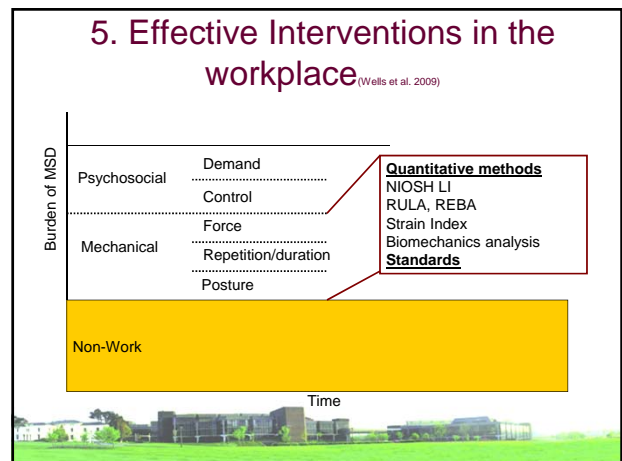 5. Effective Interventions in the
workplace(Wells et al. 2009)
Burden of MSD
Psychosocial
Demand
Control
Mechanical
Force
Repetition/duration
Posture
Quantitative methods
NIOSH LI
RULA, REBA
Strain Index
Biomechanics analysis
Standards
Non-Work
Time